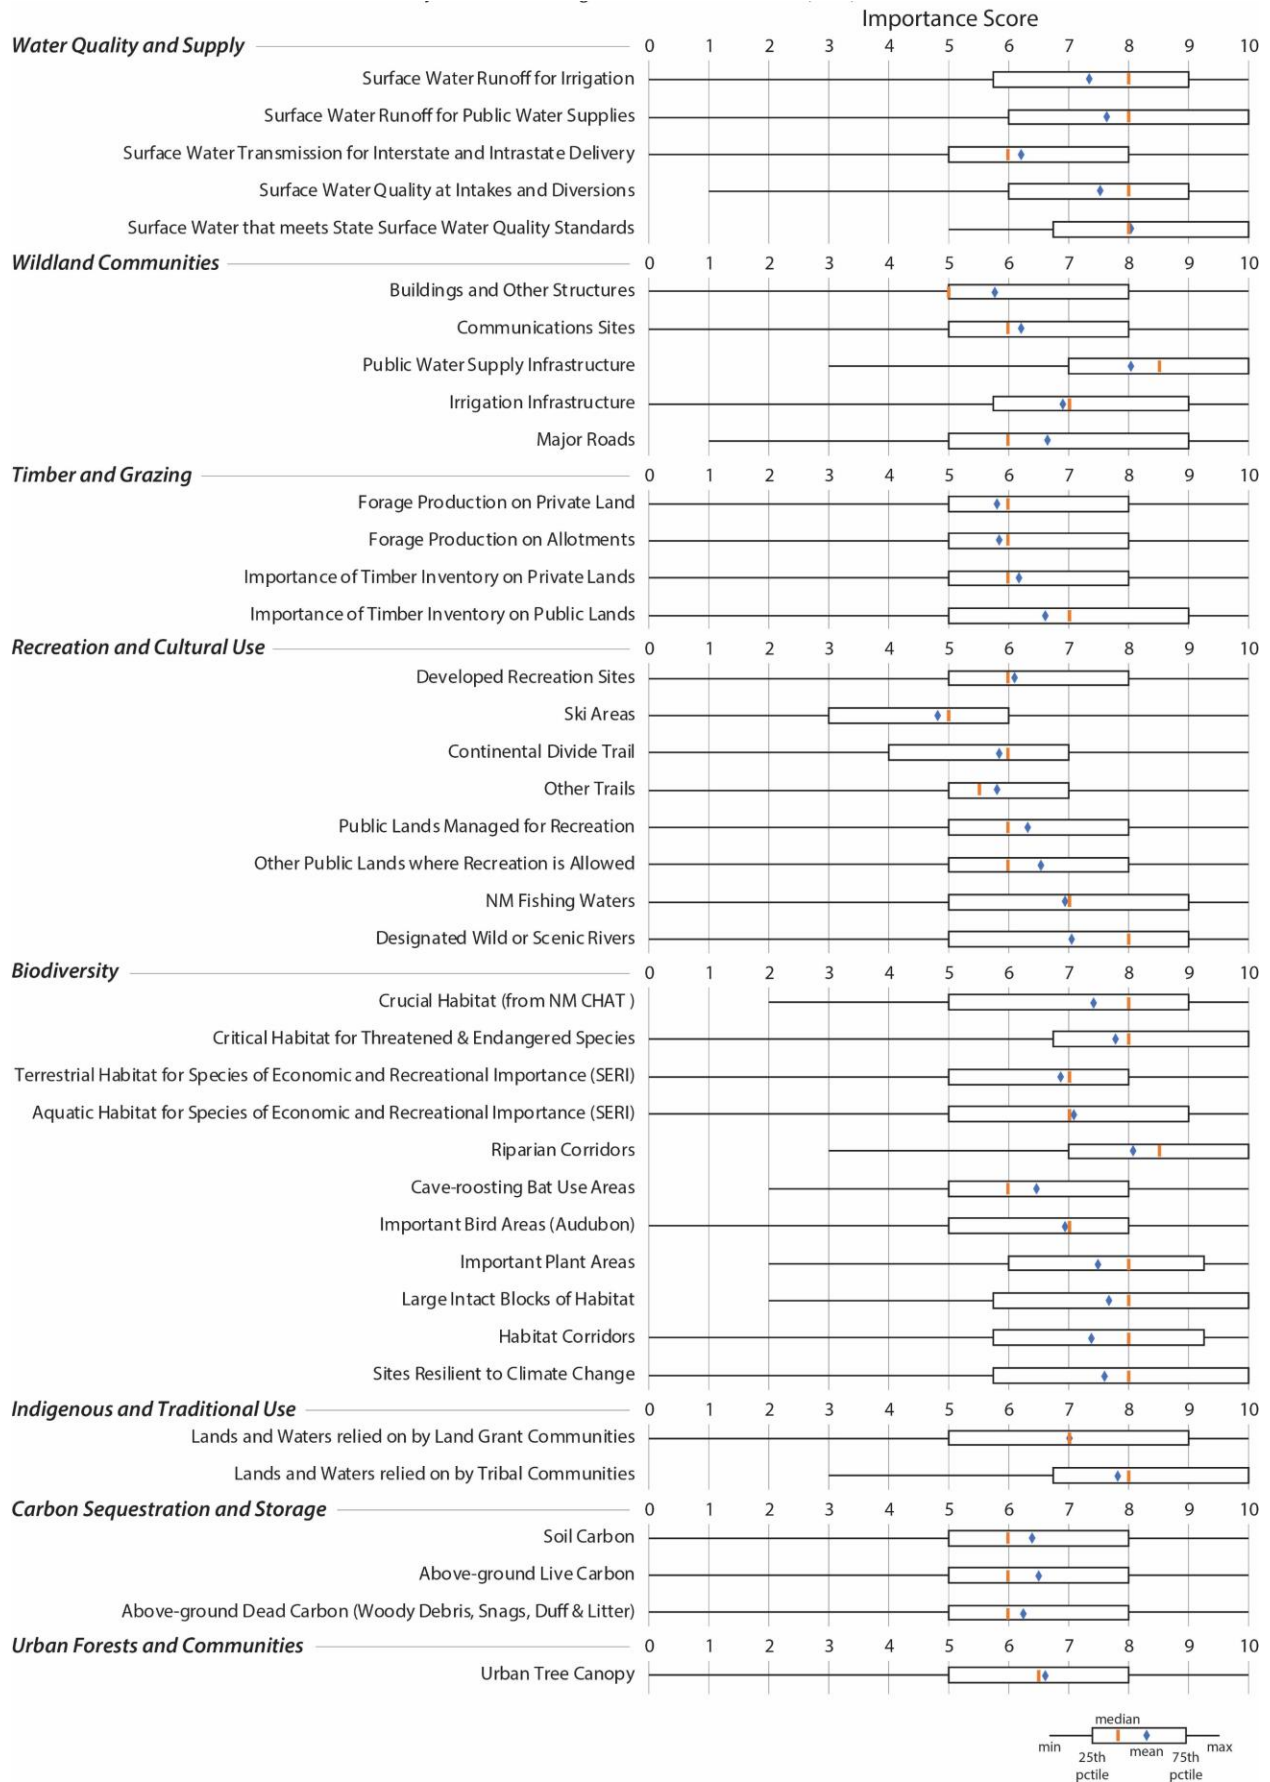 Importance Score
Water Quality and Supply 0 1 2 3 4 5 6 7 8 9 10
Surface Water Runoff for Irrigation
Surface Water Runoff for Public Water Supplies
Surface Water Transmission for Interstate and Intrastate Delivery
Surface Water Quality at Intakes and Diversions
Surface Water that meets State Surface Water Quality Standards
Wildland Communities 0 1 2 3 4 5 6 7 8 9 10
Buildings and Other Structures
Communications Sites
Public Water Supply Infrastructure
Irrigation Infrastructure
Major Roads
Timber and Grazing 0 1 2 3 4 5 6 7 8 9 10
Forage Production on Private Land
Forage Production on Allotments
Importance of Timber Inventory on Private Lands
Importance of Timber Inventory on Public Lands
Recreation and Cultural Use 0 1 2 3 4 5 6 7 8 9 10
Developed Recreation Sites
Ski Areas
Continental Divide Trail
Other Trails
Public Lands Managed for Recreation
Other Public Lands where Recreation is Allowed
NM Fishing Waters
Designated Wild or Scenic Rivers
Biodiversity 0 1 2 3 4 5 6 7 8 9 10
Crucial Habitat (from NM CHAT )
Critical Habitat for Threatened & Endangered Species
Terrestrial Habitat for Species of Economic and Recreational Importance (SERI)
Aquatic Habitat for Species of Economic and Recreational Importance (SERI)
Riparian Corridors
Cave-roosting Bat Use Areas
Important Bird Areas (Audubon)
Important Plant Areas
Large Intact Blocks of Habitat
Habitat Corridors
Sites Resilient to Climate Change
Indigenous and Traditional Use 0 1 2 3 4 5 6 7 8 9 10
Lands and Waters relied on by Land Grant Communities
Lands and Waters relied on by Tribal Communities
Carbon Sequestration and Storage 0 1 2 3 4 5 6 7 8 9 10
Soil Carbon
Above-ground Live Carbon
Above-ground Dead Carbon (Woody Debris, Snags, Duff & Litter)
Urban Forests and Communities 0 1 2 3 4 5 6 7 8 9 10
Urban Tree Canopy
median
min 25th pctile mean 75th pctile max